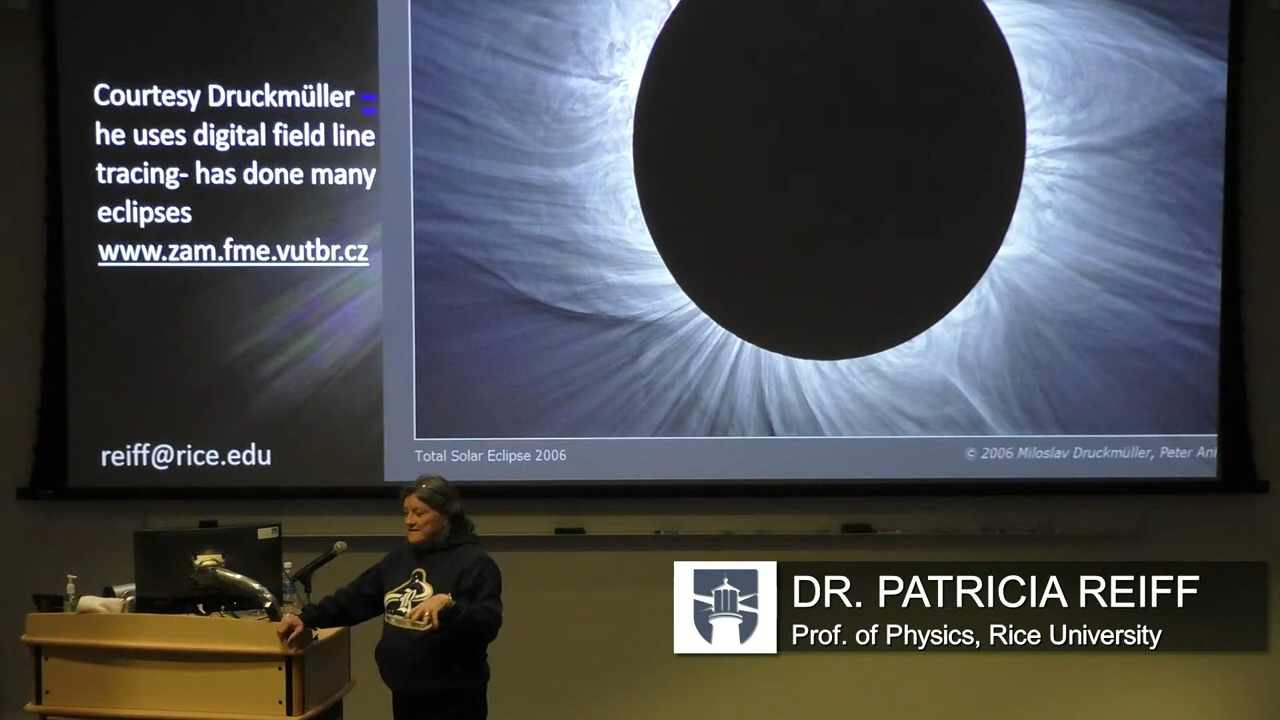 Courtesy Druckmüller –
he uses digital field line
tracing- has done many
eclipses
www.zam.fme.vutbr.cz
reiff@rice.edu
Total Solar Eclipse 2006
© 2006 Miloslav Druckmüller, Peter
DR. PATRICIA REIFF
Prof. of Physics, Rice University